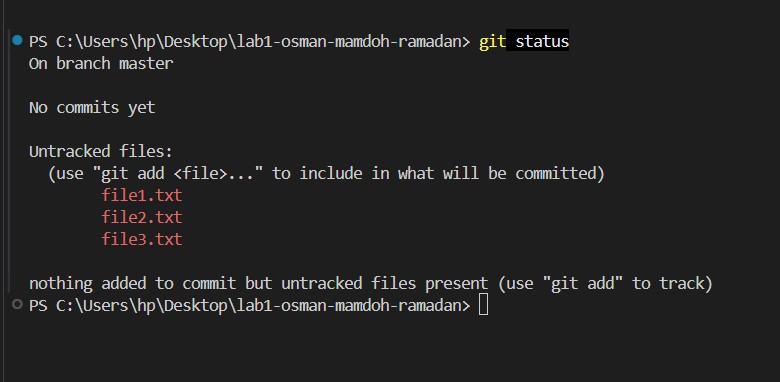 PS C:\Users\hp\Desktop\lab1-osman-mamdoh-ramadan> git status
On branch master
No commits yet
Untracked files:
(use "git add <file>..." to include in what will be committed)
file1.txt
file2.txt
file3.txt
nothing added to commit but untracked files present (use "git add" to track)
PS C:\Users\hp\Desktop\lab1-osman-mamdoh-ramadan>